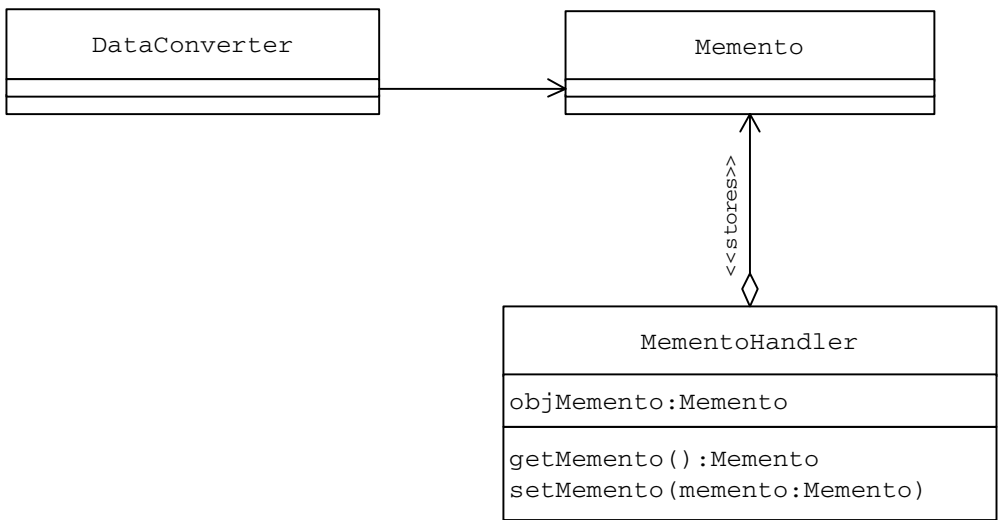 DataConverter
Memento
<<stores>>
MementoHandler
objMemento:Memento
getMemento():Memento
setMemento(memento:Memento)